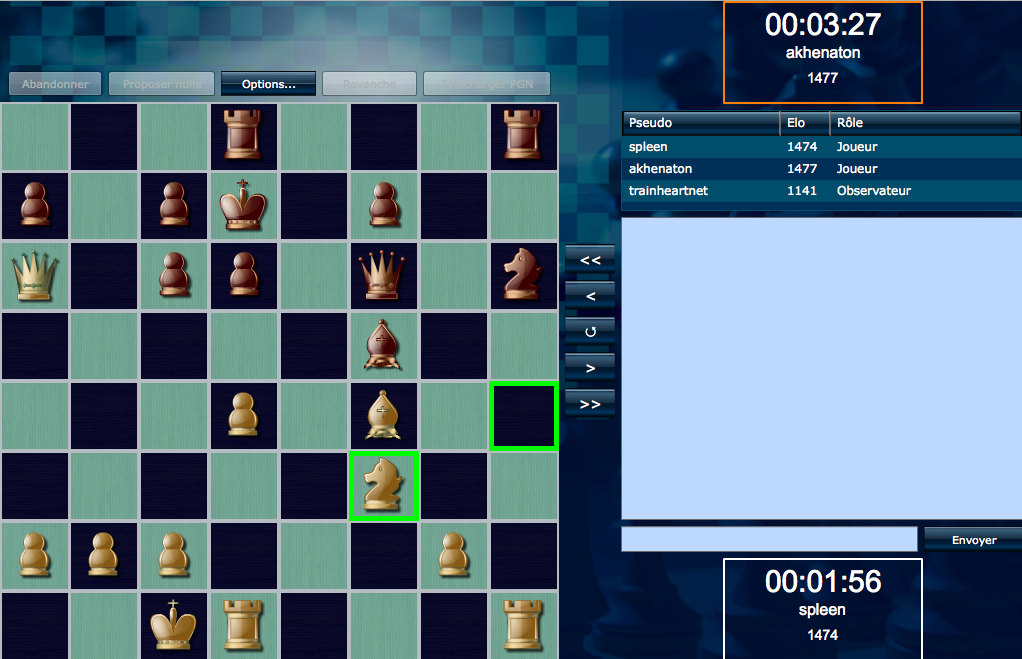 00:03:27
akhenaton
1477
Abandonner Proposer nulle Options... Revanche Télécharger PGN
Pseudo Elo Rôle
spleen 1474 Joueur
akhenaton 1477 Joueur
trainheartnet 1141 Observateur
<<
<
>
>>
Envoyer
00:01:56
spleen
1474